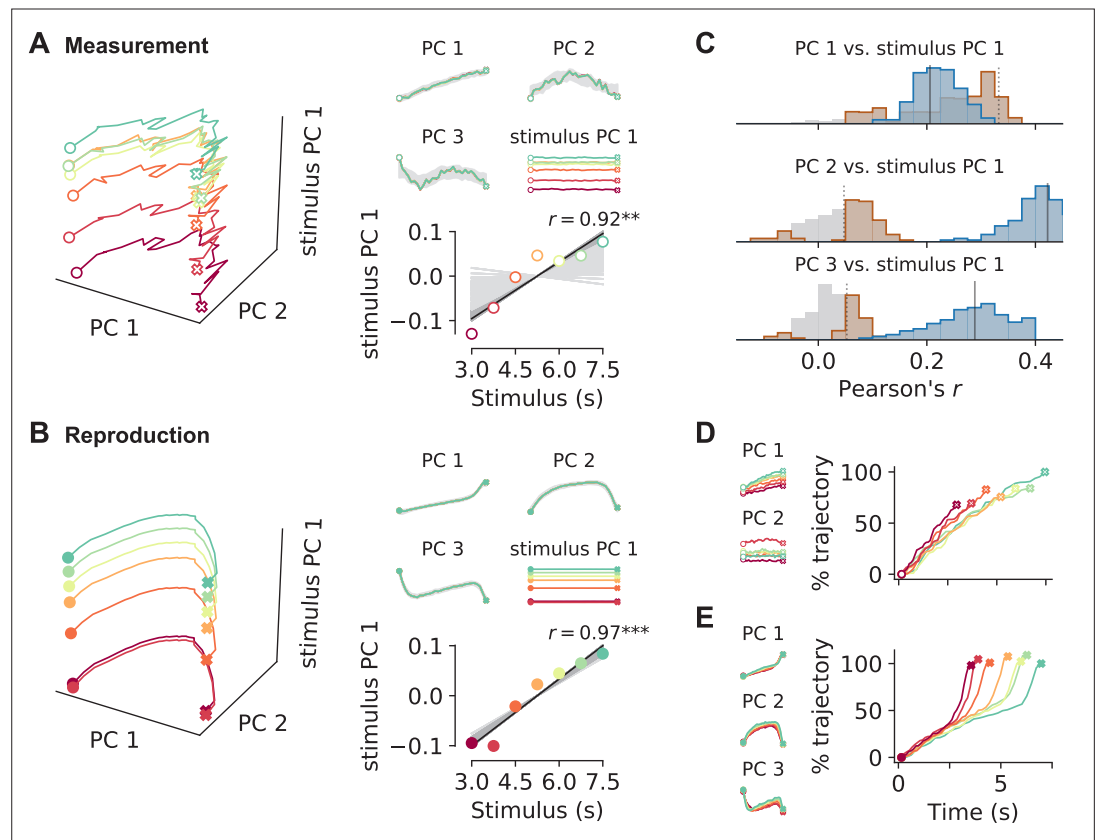 A Measurement
PC 1
PC 2
stimulus PC 1
PC 1
PC 2
PC 3
stimulus PC 1
r = 0.92**
stimulus PC 1
0.1
0.0
−0.1
3.0 4.5 6.0 7.5
Stimulus (s)
B Reproduction
PC 1
PC 2
stimulus PC 1
PC 1
PC 2
PC 3
stimulus PC 1
r = 0.97***
stimulus PC 1
0.1
0.0
−0.1
3.0 4.5 6.0 7.5
Stimulus (s)
C
PC 1 vs. stimulus PC 1
PC 2 vs. stimulus PC 1
PC 3 vs. stimulus PC 1
0.0 0.2 0.4
Pearson's r
D
PC 1
PC 2
% trajectory
100
50
0
E
PC 1
PC 2
PC 3
% trajectory
100
50
0
0 5
Time (s)